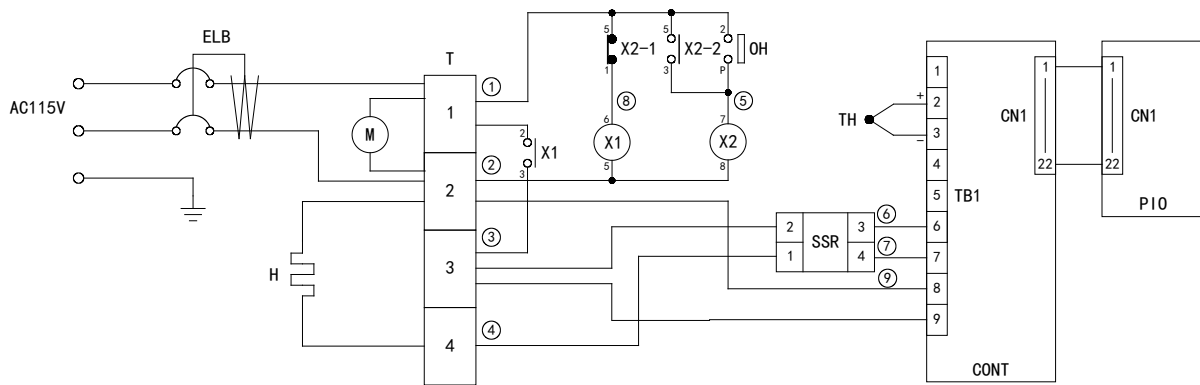 ELB
AC115V
T
1
2
3
4
M
H
①
②
③
④
2
X1
3
5
X2-1
1
⑧
6
X1
5
5
X2-2
3
2
OH
P
⑤
7
X2
8
2
1
SSR
3
4
⑥
⑦
⑨
TH
+
−
1
2
3
4
5
6
7
8
9
TB1
CONT
CN1
1
22
1
22
CN1
PIO